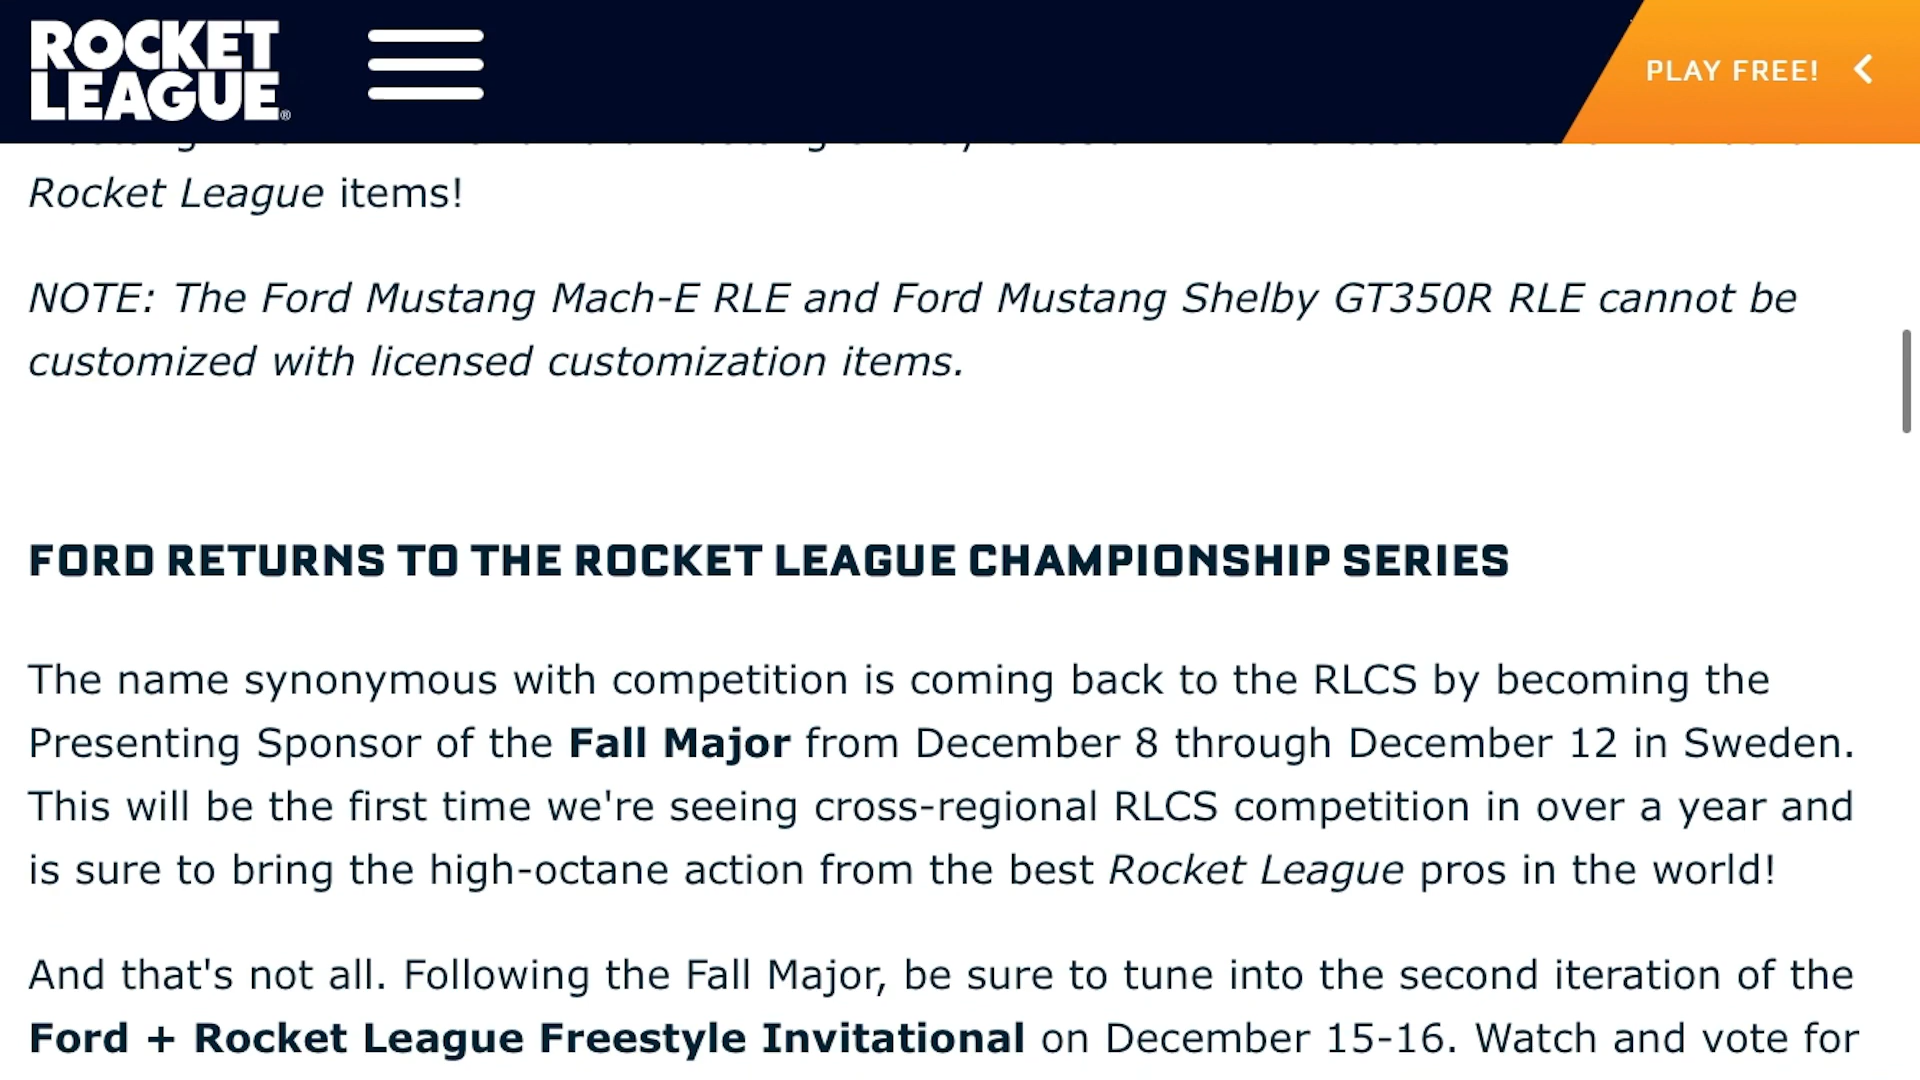 ROCKET
LEAGUE®
PLAY FREE!
Rocket League items!
NOTE: The Ford Mustang Mach-E RLE and Ford Mustang Shelby GT350R RLE cannot be
customized with licensed customization items.
FORD RETURNS TO THE ROCKET LEAGUE CHAMPIONSHIP SERIES
The name synonymous with competition is coming back to the RLCS by becoming the
Presenting Sponsor of the Fall Major from December 8 through December 12 in Sweden.
This will be the first time we're seeing cross-regional RLCS competition in over a year and
is sure to bring the high-octane action from the best Rocket League pros in the world!
And that's not all. Following the Fall Major, be sure to tune into the second iteration of the
Ford + Rocket League Freestyle Invitational on December 15-16. Watch and vote for